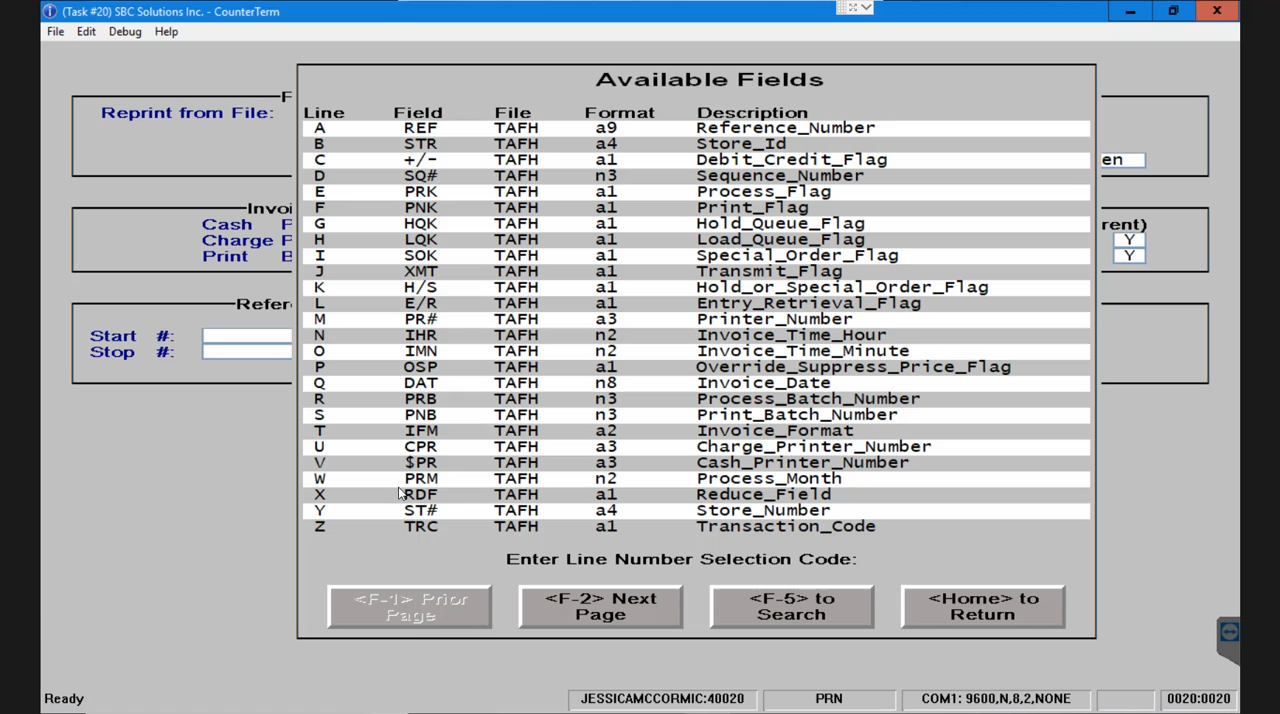 (Task #20) SBC Solutions Inc. - CounterTerm
File Edit Debug Help
Available Fields
Line Field File Format Description
A REF TAFH a9 Reference_Number
B STR TAFH a4 Store_Id
C +/- TAFH a1 Debit_Credit_Flag
D SQ# TAFH n3 Sequence_Number
E PRK TAFH a1 Process_Flag
F PNK TAFH a1 Print_Flag
G HQK TAFH a1 Hold_Queue_Flag
H LQK TAFH a1 Load_Queue_Flag
I SOK TAFH a1 Special_Order_Flag
J XMT TAFH a1 Transmit_Flag
K H/S TAFH a1 Hold_or_Special_Order_Flag
L E/R TAFH a1 Entry_Retrieval_Flag
M PR# TAFH a3 Printer_Number
N IHR TAFH n2 Invoice_Time_Hour
O IMN TAFH n2 Invoice_Time_Minute
P OSP TAFH a1 Override_Suppress_Price_Flag
Q DAT TAFH n8 Invoice_Date
R PRB TAFH n3 Process_Batch_Number
S PNB TAFH n3 Print_Batch_Number
T IFM TAFH a2 Invoice_Format
U CPR TAFH a3 Charge_Printer_Number
V $PR TAFH a3 Cash_Printer_Number
W PRM TAFH n2 Process_Month
X RDF TAFH a1 Reduce_Field
Y ST# TAFH a4 Store_Number
Z TRC TAFH a1 Transaction_Code
Enter Line Number Selection Code:
<F-1> Prior Page
<F-2> Next Page
<F-5> to Search
<Home> to Return
F
Reprint from File:
en
Invoi
Cash P
Charge P
Print B
rent)
Y
Y
Refer
Start #:
Stop #:
Ready JESSICAMCCORMIC:40020 PRN COM1: 9600,N,8,2,NONE 0020:0020